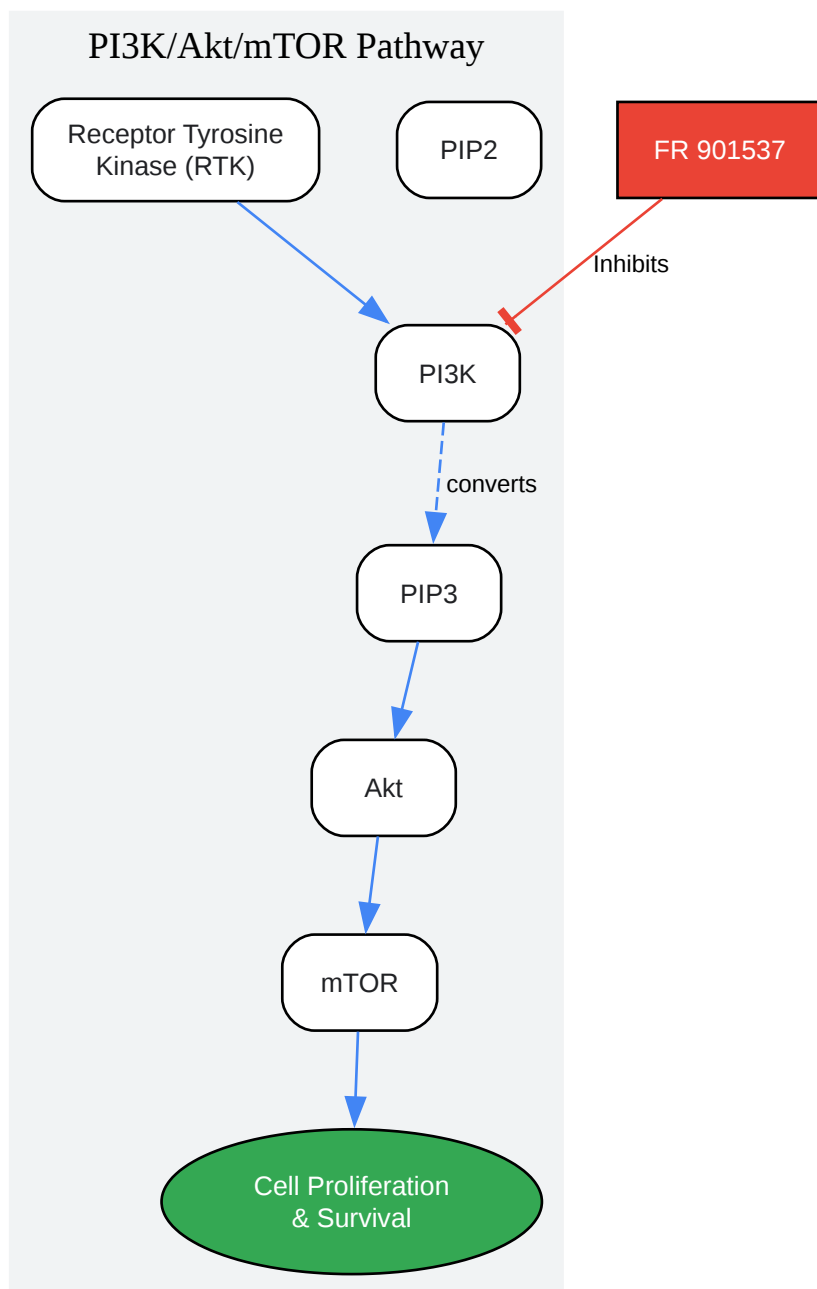 PI3K/Akt/mTOR Pathway
Receptor Tyrosine
Kinase (RTK)
PIP2
FR 901537
Inhibits
PI3K
converts
PIP3
Akt
mTOR
Cell Proliferation
& Survival